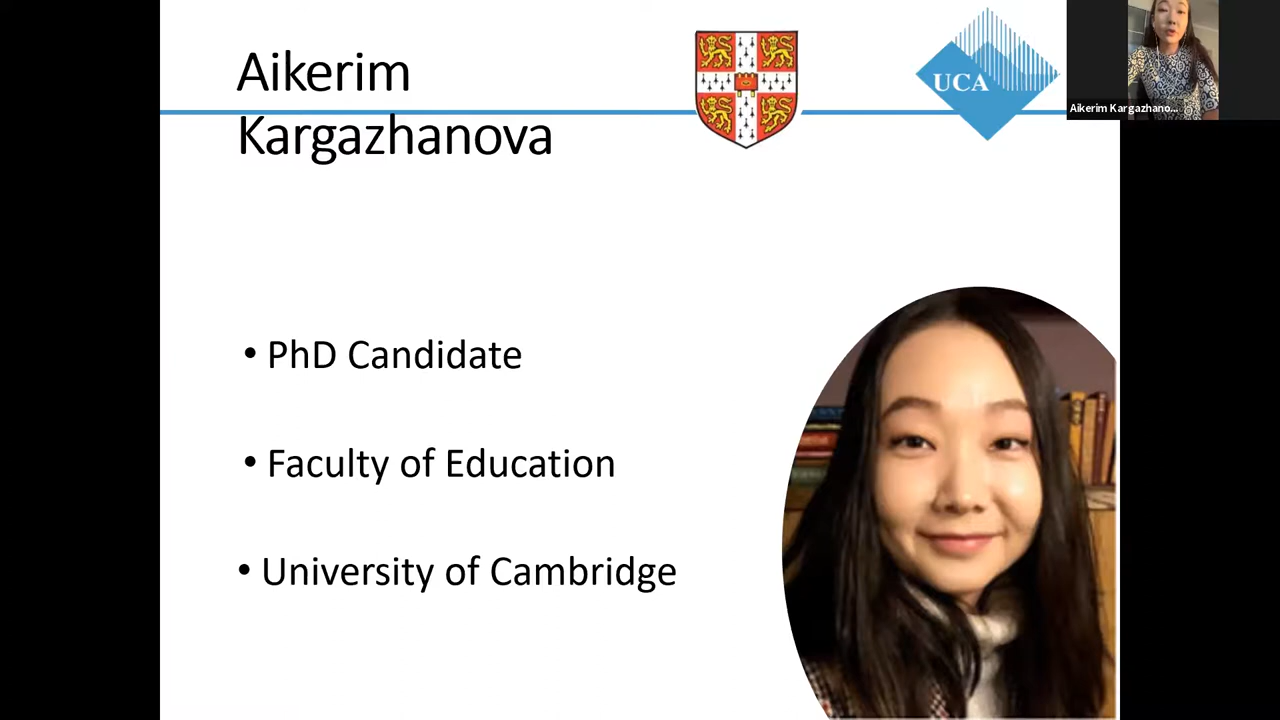 Aikerim
Kargazhanova
UCA
Aikerim Kargazhano...
• PhD Candidate
• Faculty of Education
• University of Cambridge